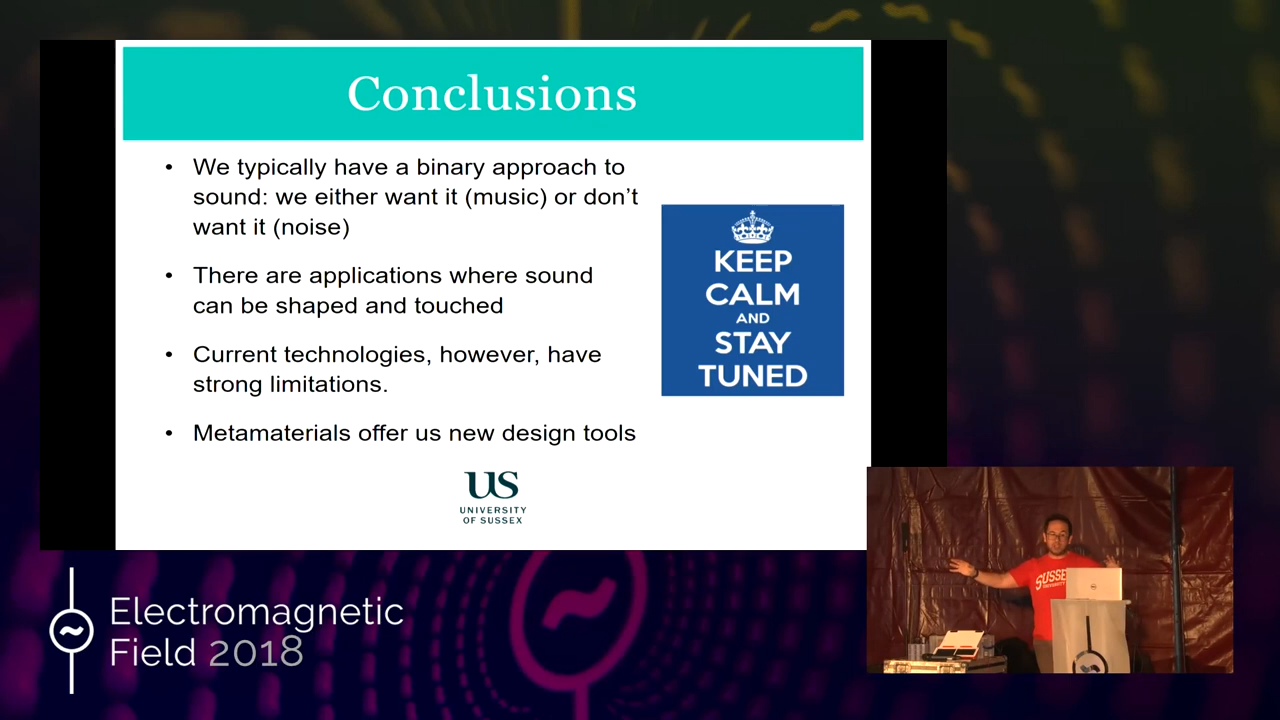 Conclusions
• We typically have a binary approach to
sound: we either want it (music) or don’t
want it (noise)
• There are applications where sound
can be shaped and touched
• Current technologies, however, have
strong limitations.
• Metamaterials offer us new design tools
KEEP
CALM
AND
STAY
TUNED
US
UNIVERSITY
OF SUSSEX
Electromagnetic
Field 2018